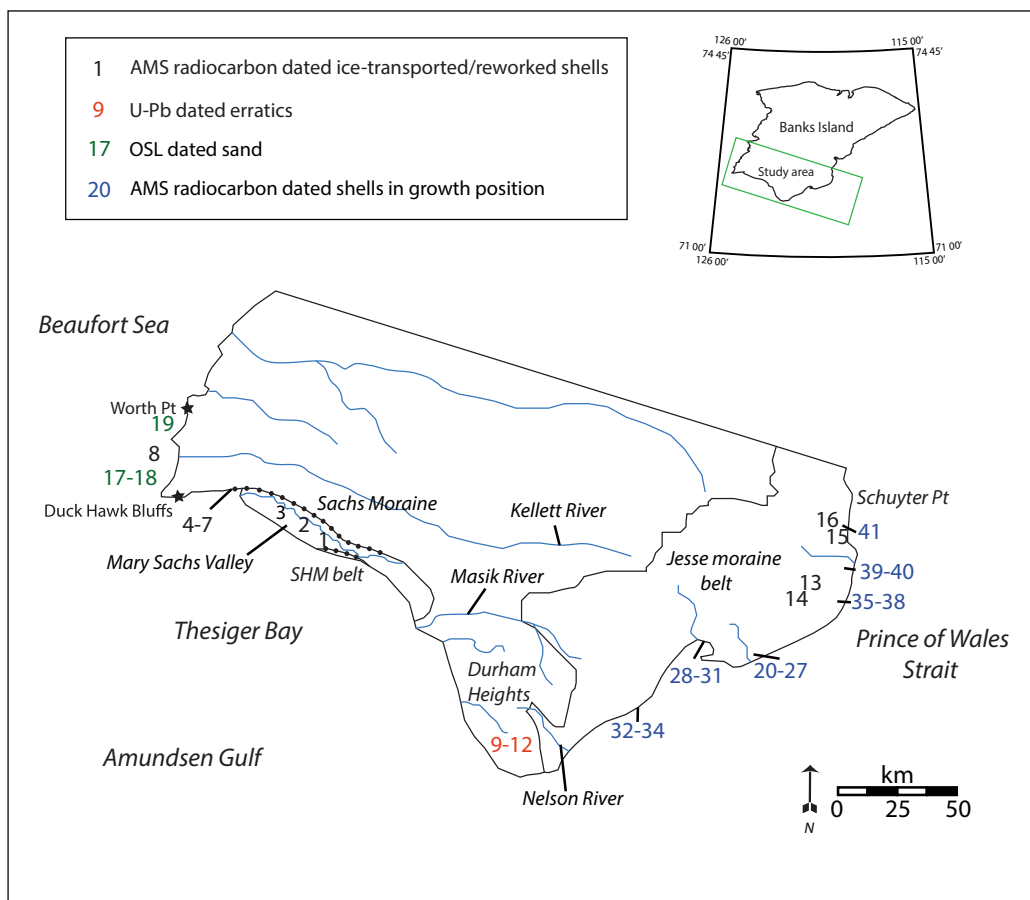 1 AMS radiocarbon dated ice-transported/reworked shells
9 U-Pb dated erratics
17 OSL dated sand
20 AMS radiocarbon dated shells in growth position
126 00'
74 45'
115 00'
74 45'
Banks Island
Study area
71 00'
126 00'
71 00'
115 00'
Beaufort Sea
Worth Pt
19
8
17-18
Duck Hawk Bluffs
4-7
3
2
1
Sachs Moraine
Mary Sachs Valley
SHM belt
Kellett River
Masik River
Schuyter Pt
16
15
41
Jesse moraine
belt
39-40
13
14
35-38
Thesiger Bay
Prince of Wales
Strait
Durham
Heights
28-31
20-27
32-34
9-12
Amundsen Gulf
Nelson River
N
km
0 25 50